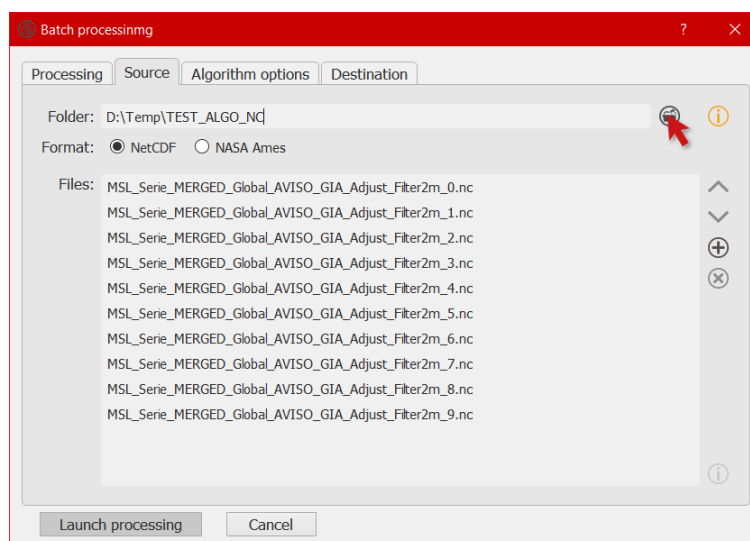 Batch processinmg ?
Processing Source Algorithm options Destination
Folder: D:\Temp\TEST_ALGO_NC
Format: NetCDF NASA Ames
Files: MSL_Serie_MERGED_Global_AVISO_GIA_Adjust_Filter2m_0.nc
MSL_Serie_MERGED_Global_AVISO_GIA_Adjust_Filter2m_1.nc
MSL_Serie_MERGED_Global_AVISO_GIA_Adjust_Filter2m_2.nc
MSL_Serie_MERGED_Global_AVISO_GIA_Adjust_Filter2m_3.nc
MSL_Serie_MERGED_Global_AVISO_GIA_Adjust_Filter2m_4.nc
MSL_Serie_MERGED_Global_AVISO_GIA_Adjust_Filter2m_5.nc
MSL_Serie_MERGED_Global_AVISO_GIA_Adjust_Filter2m_6.nc
MSL_Serie_MERGED_Global_AVISO_GIA_Adjust_Filter2m_7.nc
MSL_Serie_MERGED_Global_AVISO_GIA_Adjust_Filter2m_8.nc
MSL_Serie_MERGED_Global_AVISO_GIA_Adjust_Filter2m_9.nc
Launch processing Cancel